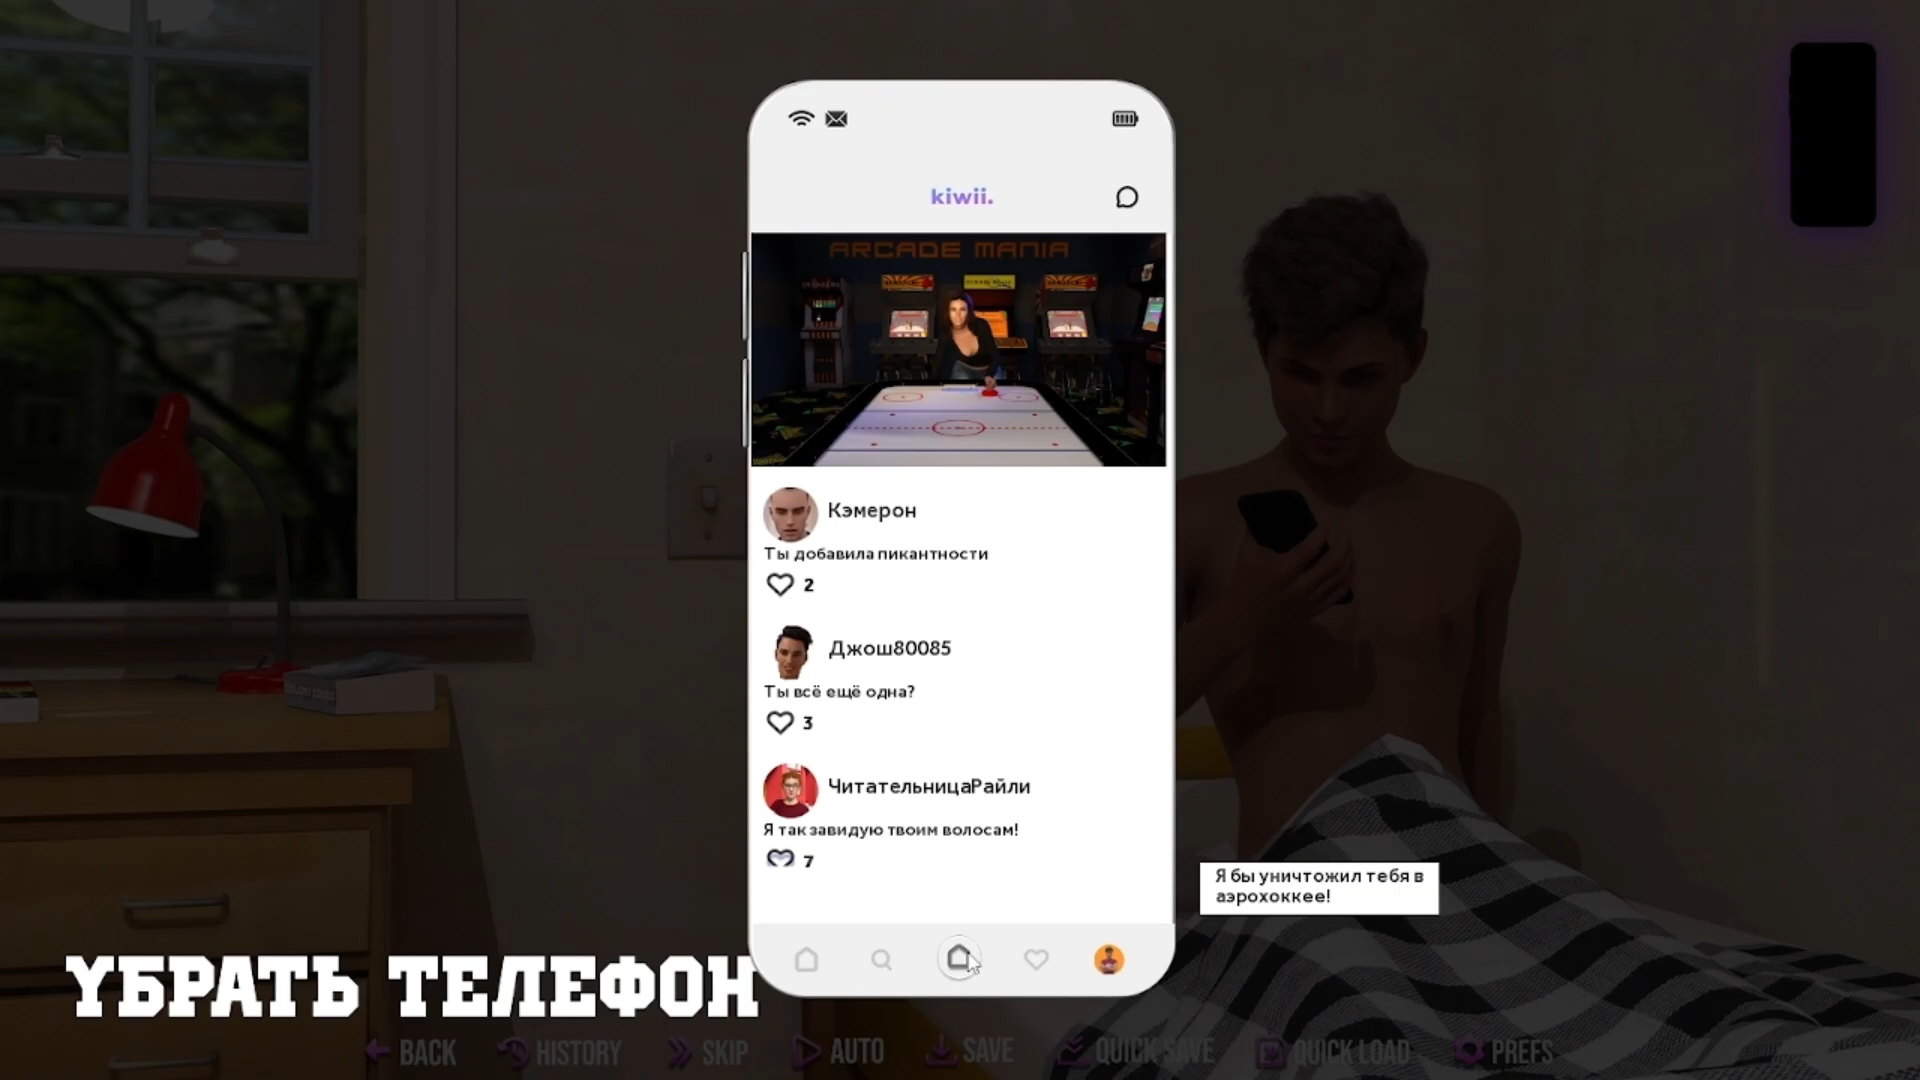 kiwii.
ARCADE MANIA
Кэмерон
Ты добавила пикантности
2
Джош80085
Ты всё ещё одна?
3
ЧитательницаРайли
Я так завидую твоим волосам!
7
Я бы уничтожил тебя в
аэрохоккее!
УБРАТЬ ТЕЛЕФОН
BACK HISTORY SKIP AUTO SAVE QUICK SAVE QUICK LOAD PREFS